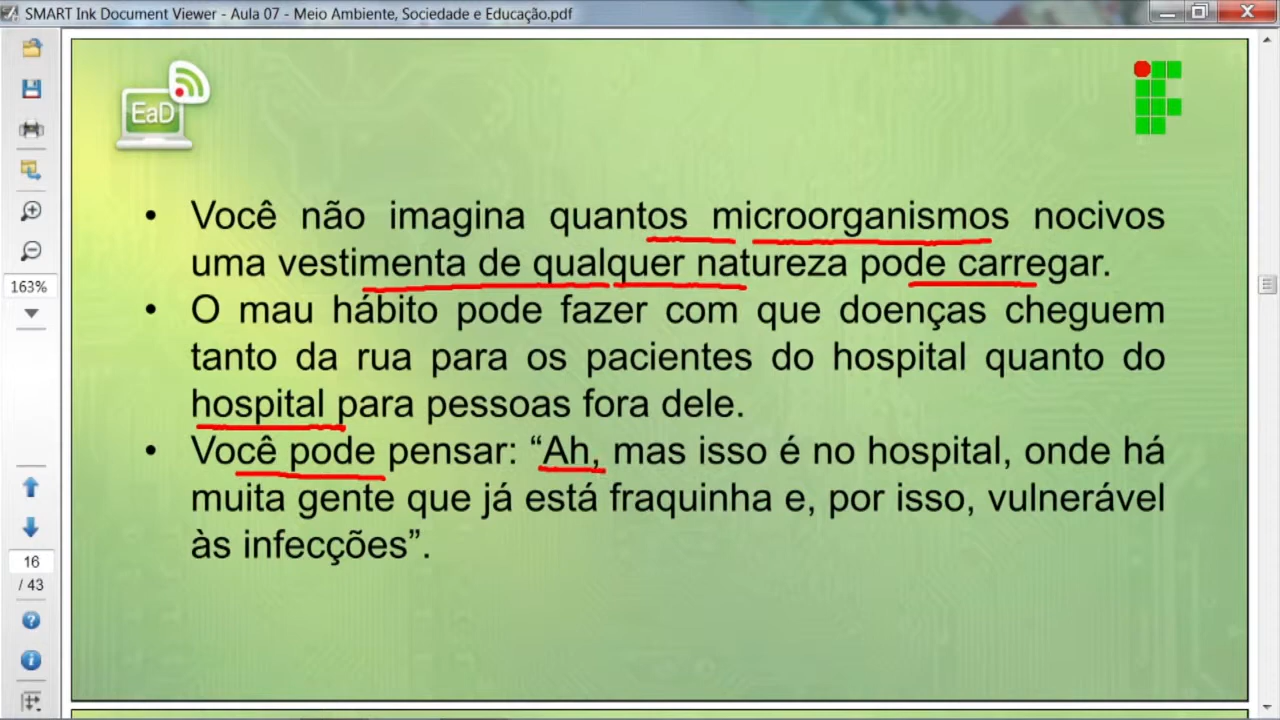 SMART Ink Document Viewer - Aula 07 - Meio Ambiente, Sociedade e Educação.pdf
EaD
163%
• Você não imagina quantos microorganismos nocivos
uma vestimenta de qualquer natureza pode carregar.
• O mau hábito pode fazer com que doenças cheguem
tanto da rua para os pacientes do hospital quanto do
hospital para pessoas fora dele.
• Você pode pensar: “Ah, mas isso é no hospital, onde há
muita gente que já está fraquinha e, por isso, vulnerável
às infecções”.
16
/ 43